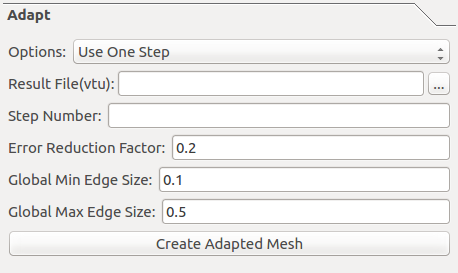 Adapt
Options: Use One Step
Result File(vtu): ...
Step Number:
Error Reduction Factor: 0.2
Global Min Edge Size: 0.1
Global Max Edge Size: 0.5
Create Adapted Mesh